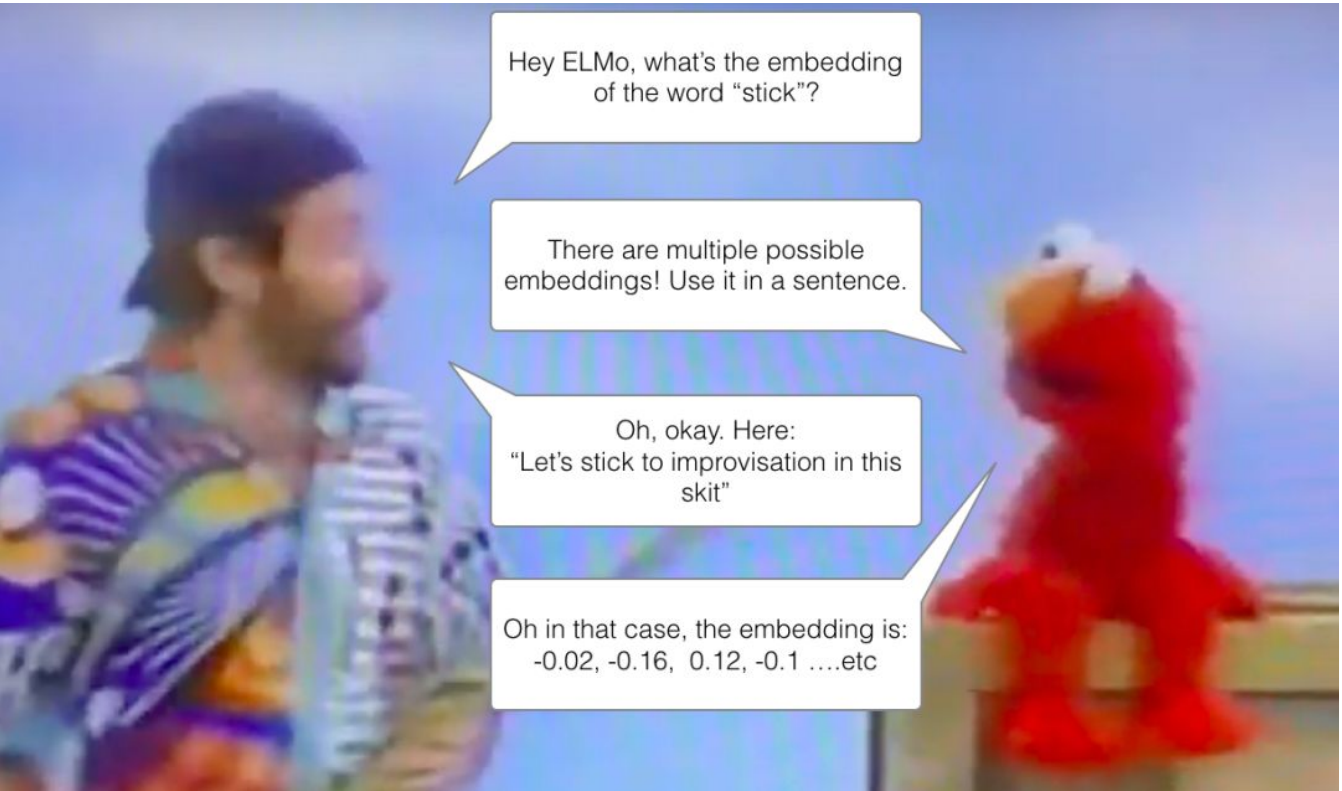 Hey ELMo, what's the embedding
of the word “stick”?
There are multiple possible
embeddings! Use it in a sentence.
Oh, okay. Here:
“Let's stick to improvisation in this
skit”
Oh in that case, the embedding is:
-0.02, -0.16,  0.12, -0.1 ….etc